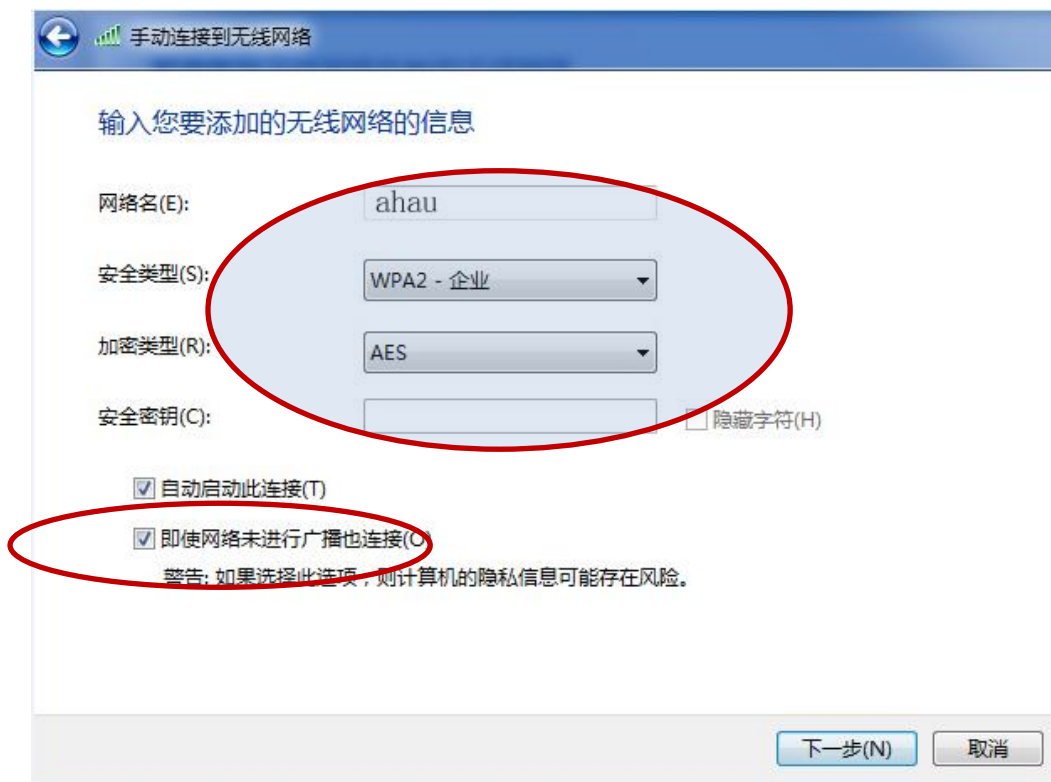 手动连接到无线网络
输入您要添加的无线网络的信息
网络名(E): ahau
安全类型(S): WPA2 - 企业
加密类型(R): AES
安全密钥(C): 隐藏字符(H)
自动启动此连接(T)
即使网络未进行广播也连接(O)
警告: 如果选择此选项，则计算机的隐私信息可能存在风险。
下一步(N) 取消